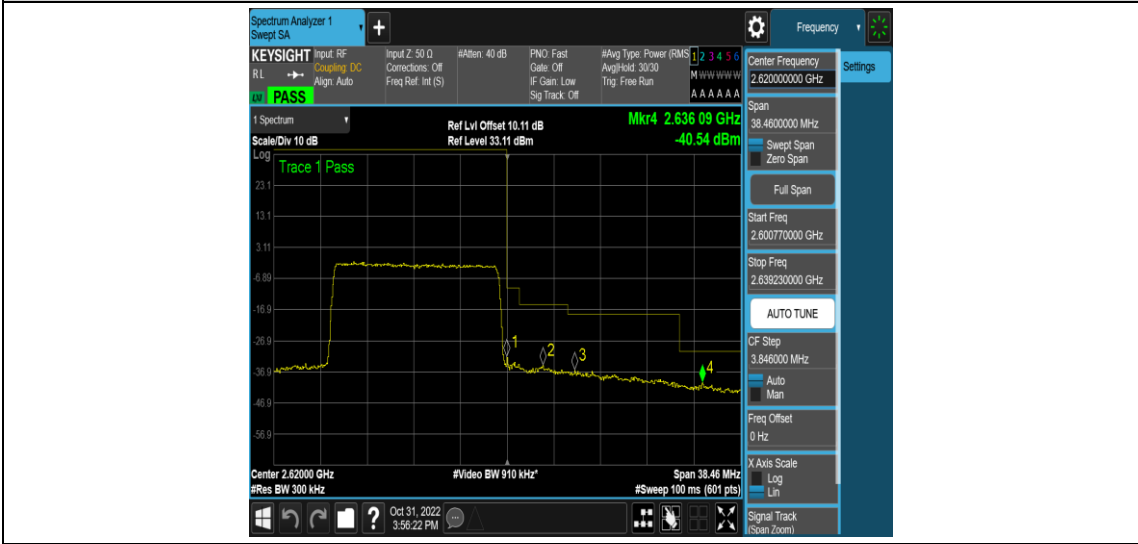 Spectrum Analyzer 1
Swept SA
+
Frequency
KEYSIGHT
RL
LXI
PASS
Input: RF
Coupling: DC
Align: Auto
Input Z: 50 Ω
Corrections: Off
Freq Ref: Int (S)
#Atten: 40 dB
PNO: Fast
Gate: Off
IF Gain: Low
Sig Track: Off
#Avg Type: Power (RMS
Avg|Hold: 30/30
Trig: Free Run
1 2 3 4 5 6
M W W W W W
A A A A A A
1 Spectrum
Scale/Div 10 dB
Log
Ref Lvl Offset 10.11 dB
Ref Level 33.11 dBm
Mkr4 2.636 09 GHz
-40.54 dBm
Trace 1 Pass
23.1
13.1
3.11
-6.89
-16.9
-26.9
-36.9
-46.9
-56.9
1
2
3
4
Center 2.62000 GHz
#Res BW 300 kHz
#Video BW 910 kHz*
Span 38.46 MHz
#Sweep 100 ms (601 pts)
?
Oct 31, 2022
3:56:22 PM
Center Frequency
2.620000000 GHz
Settings
Span
38.4600000 MHz
Swept Span
Zero Span
Full Span
Start Freq
2.600770000 GHz
Stop Freq
2.639230000 GHz
AUTO TUNE
CF Step
3.846000 MHz
Auto
Man
Freq Offset
0 Hz
X Axis Scale
Log
Lin
Signal Track
(Span Zoom)